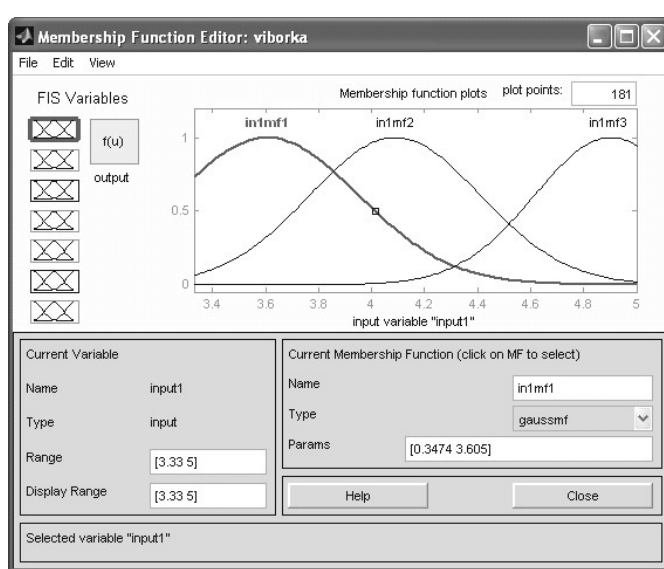 Membership Function Editor: viborka
File Edit View
FIS Variables
f(u)
output
Membership function plots plot points: 181
in1mf1 in1mf2 in1mf3
1
0.5
0
3.4 3.6 3.8 4 4.2 4.4 4.6 4.8 5
input variable "input1"
Current Variable
Name input1
Type input
Range [3.33 5]
Display Range [3.33 5]
Current Membership Function (click on MF to select)
Name in1mf1
Type gaussmf
Params [0.3474 3.605]
Help Close
Selected variable "input1"